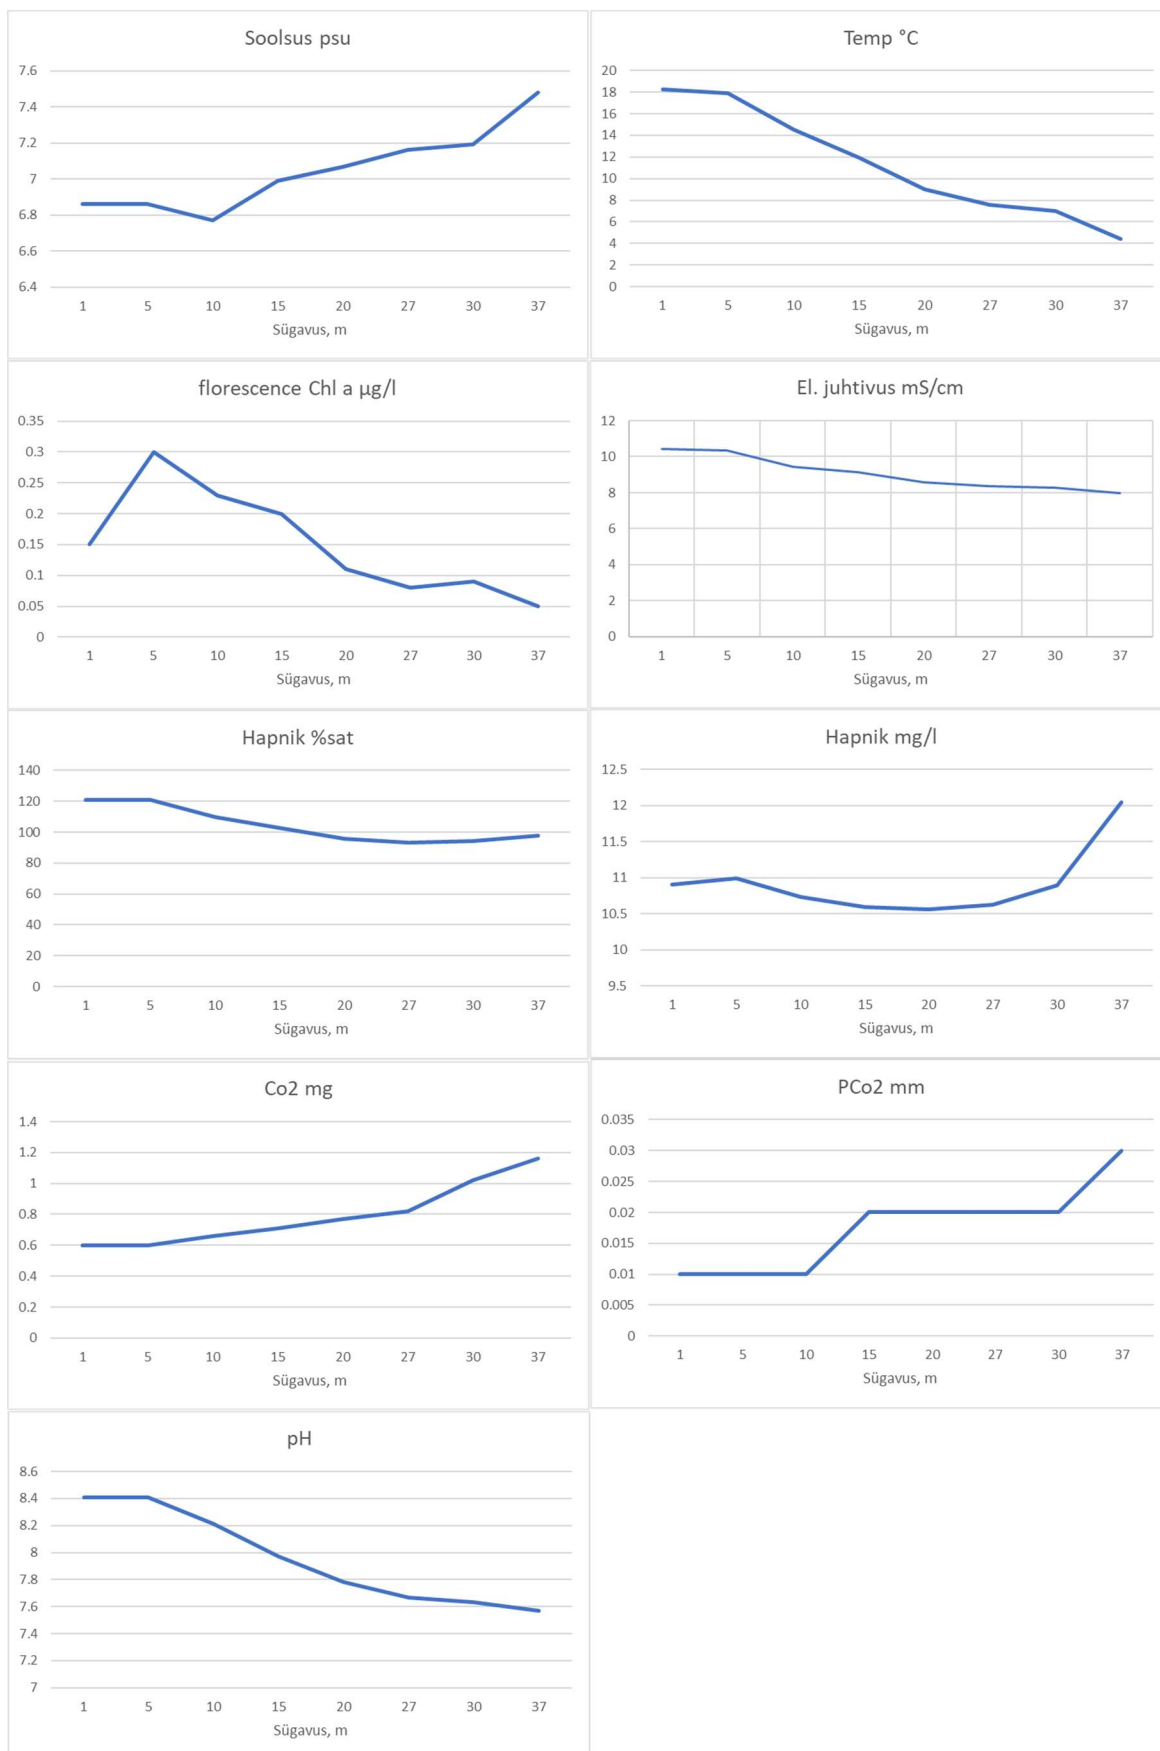 Soolsus psu
7.6
7.4
7.2
7
6.8
6.6
6.4
1 5 10 15 20 27 30 37
Sügavus, m
Temp °C
20
18
16
14
12
10
8
6
4
2
0
1 5 10 15 20 27 30 37
Sügavus, m
florescence Chl a µg/l
0.35
0.3
0.25
0.2
0.15
0.1
0.05
0
1 5 10 15 20 27 30 37
Sügavus, m
El. juhtivus mS/cm
12
10
8
6
4
2
0
1 5 10 15 20 27 30 37
Sügavus, m
Hapnik %sat
140
120
100
80
60
40
20
0
1 5 10 15 20 27 30 37
Sügavus, m
Hapnik mg/l
12.5
12
11.5
11
10.5
10
9.5
1 5 10 15 20 27 30 37
Sügavus, m
Co2 mg
1.4
1.2
1
0.8
0.6
0.4
0.2
0
1 5 10 15 20 27 30 37
Sügavus, m
PCo2 mm
0.035
0.03
0.025
0.02
0.015
0.01
0.005
0
1 5 10 15 20 27 30 37
Sügavus, m
pH
8.6
8.4
8.2
8
7.8
7.6
7.4
7.2
7
1 5 10 15 20 27 30 37
Sügavus, m